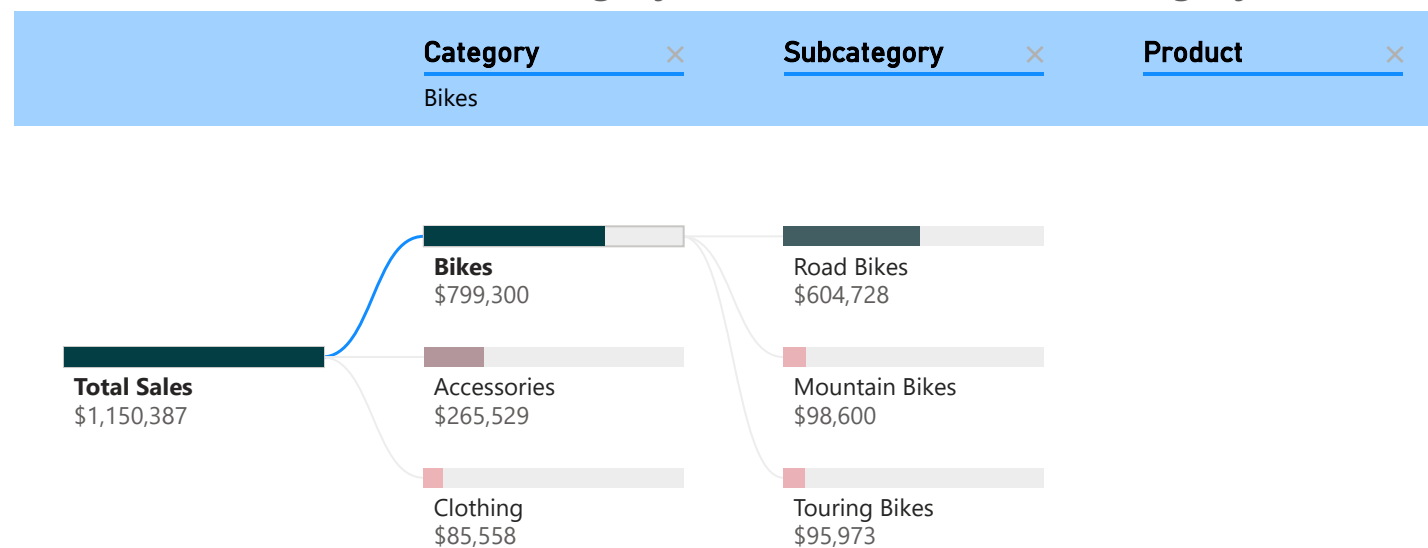 Category
Subcategory
Product
Bikes
Bikes
$799,300
Road Bikes
$604,728
Total Sales
$1,150,387
Accessories
$265,529
Mountain Bikes
$98,600
Clothing
$85,558
Touring Bikes
$95,973